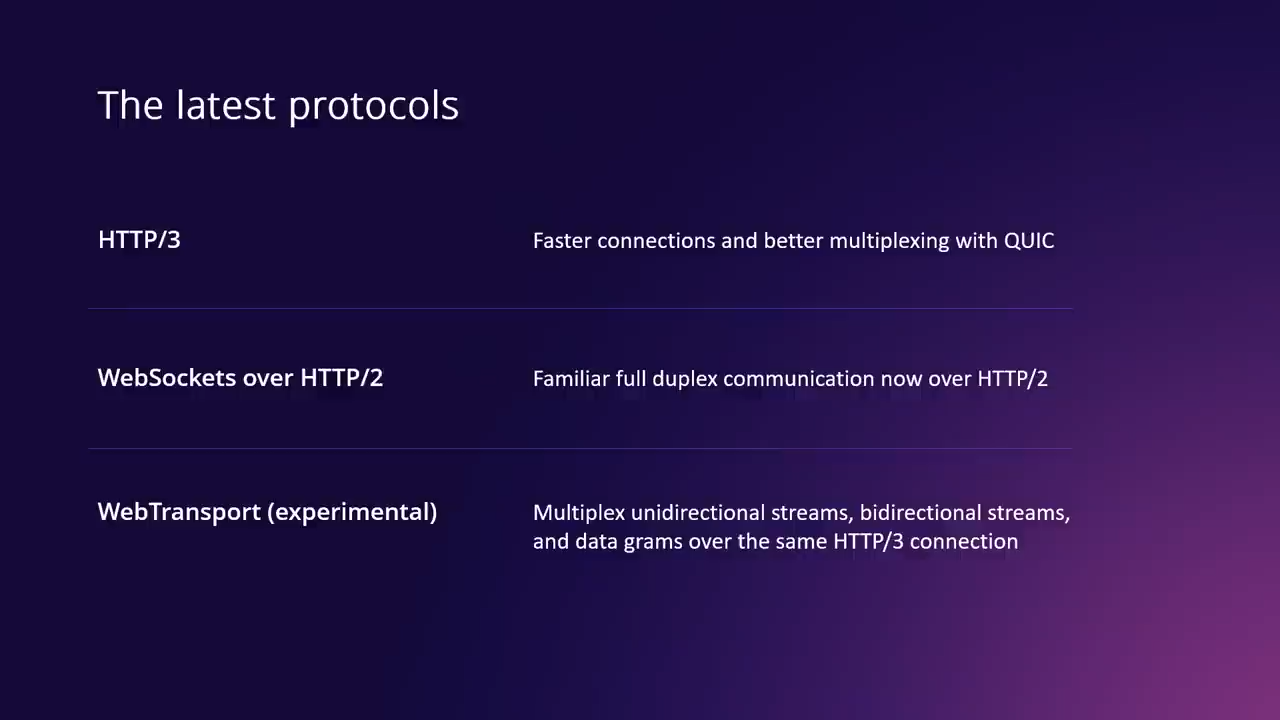 The latest protocols
HTTP/3
Faster connections and better multiplexing with QUIC
WebSockets over HTTP/2
Familiar full duplex communication now over HTTP/2
WebTransport (experimental)
Multiplex unidirectional streams, bidirectional streams,
and data grams over the same HTTP/3 connection